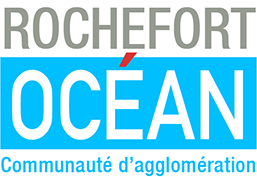 ROCHEFORT
OCÉAN
Communauté d'agglomération